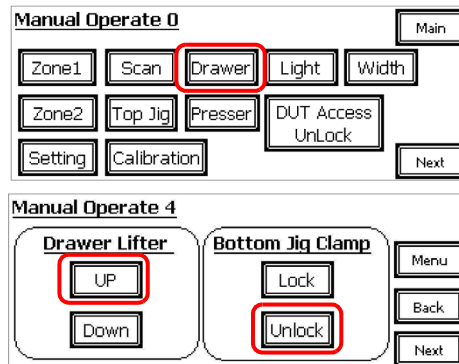 Manual Operate 0
Main
Zone1 Scan Drawer Light Width
Zone2 Top Jig Presser DUT Access
UnLock
Setting Calibration Next
Manual Operate 4
Drawer Lifter Bottom Jig Clamp
Menu
UP Lock
Back
Down Unlock
Next